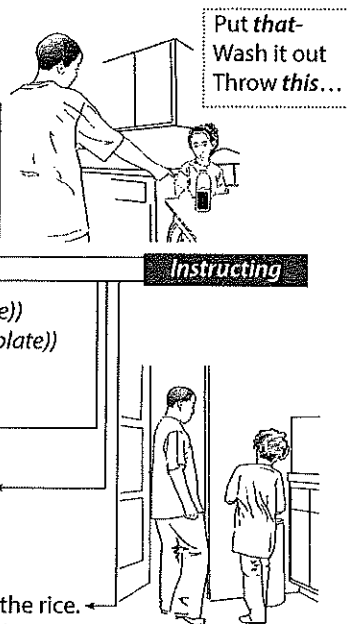 Put that-
Wash it out
Throw this...
Instructing
e))
plate))
the rice.